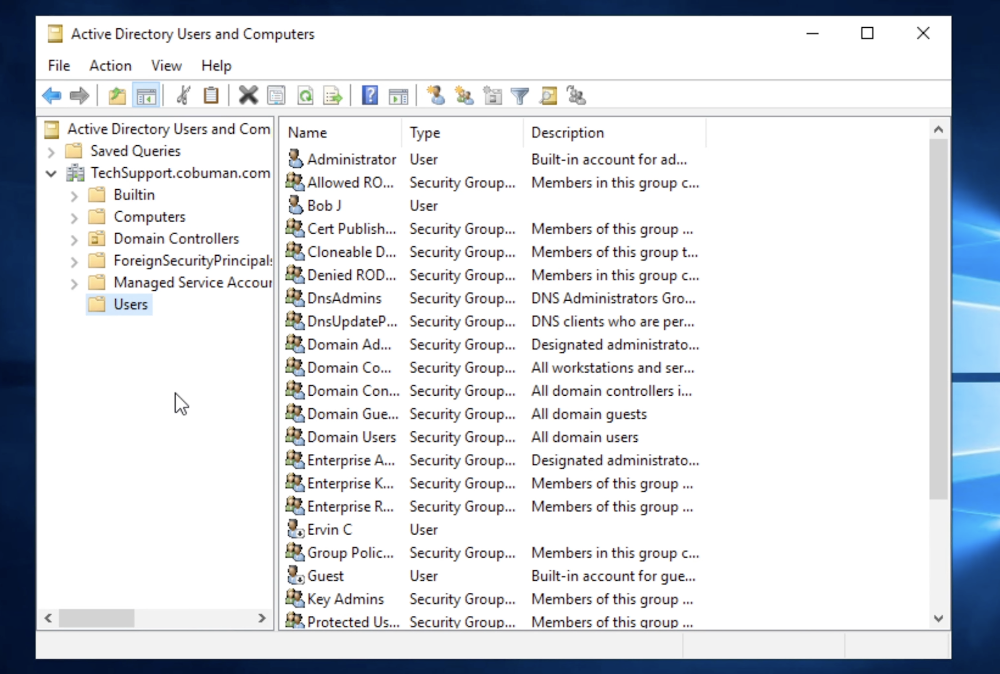 Active Directory Users and Computers
File Action View Help
Active Directory Users and Com
Saved Queries
TechSupport.cobuman.com
Builtin
Computers
Domain Controllers
ForeignSecurityPrincipals
Managed Service Accour
Users
Name Type Description
Administrator User Built-in account for ad...
Allowed RO... Security Group... Members in this group c...
Bob J User
Cert Publish... Security Group... Members of this group ...
Cloneable D... Security Group... Members of this group t...
Denied ROD... Security Group... Members in this group c...
DnsAdmins Security Group... DNS Administrators Gro...
DnsUpdateP... Security Group... DNS clients who are per...
Domain Ad... Security Group... Designated administrato...
Domain Co... Security Group... All workstations and ser...
Domain Con... Security Group... All domain controllers i...
Domain Gue... Security Group... All domain guests
Domain Users Security Group... All domain users
Enterprise A... Security Group... Designated administrato...
Enterprise K... Security Group... Members of this group ...
Enterprise R... Security Group... Members of this group ...
Ervin C User
Group Polic... Security Group... Members in this group c...
Guest User Built-in account for gue...
Key Admins Security Group... Members of this group ...
Protected Us... Security Group... Members of this group ...